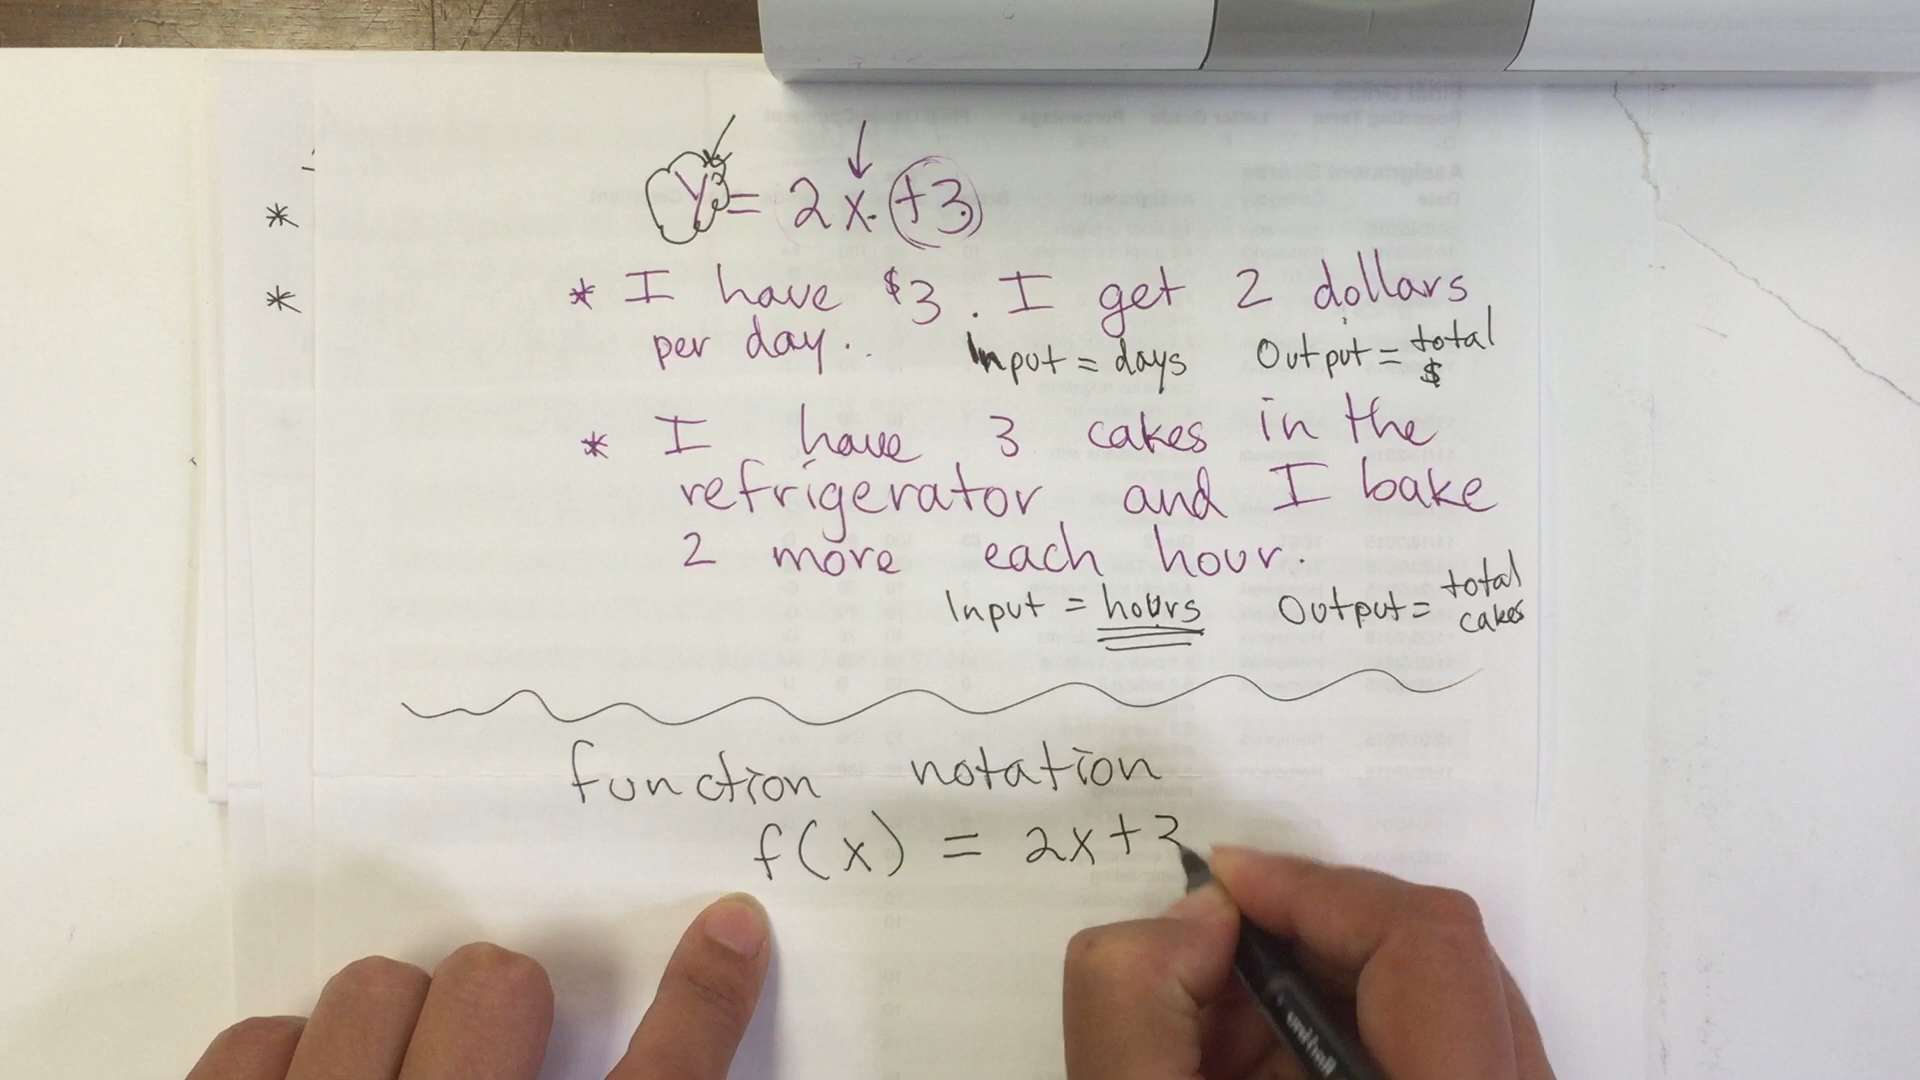 y = 2x + 3
* I have $3. I get 2 dollars
per day.
Input = days Output = total $
* I have 3 cakes in the
refrigerator and I bake
2 more each hour.
Input = hours Output = total cakes
function notation
f(x) = 2x+3